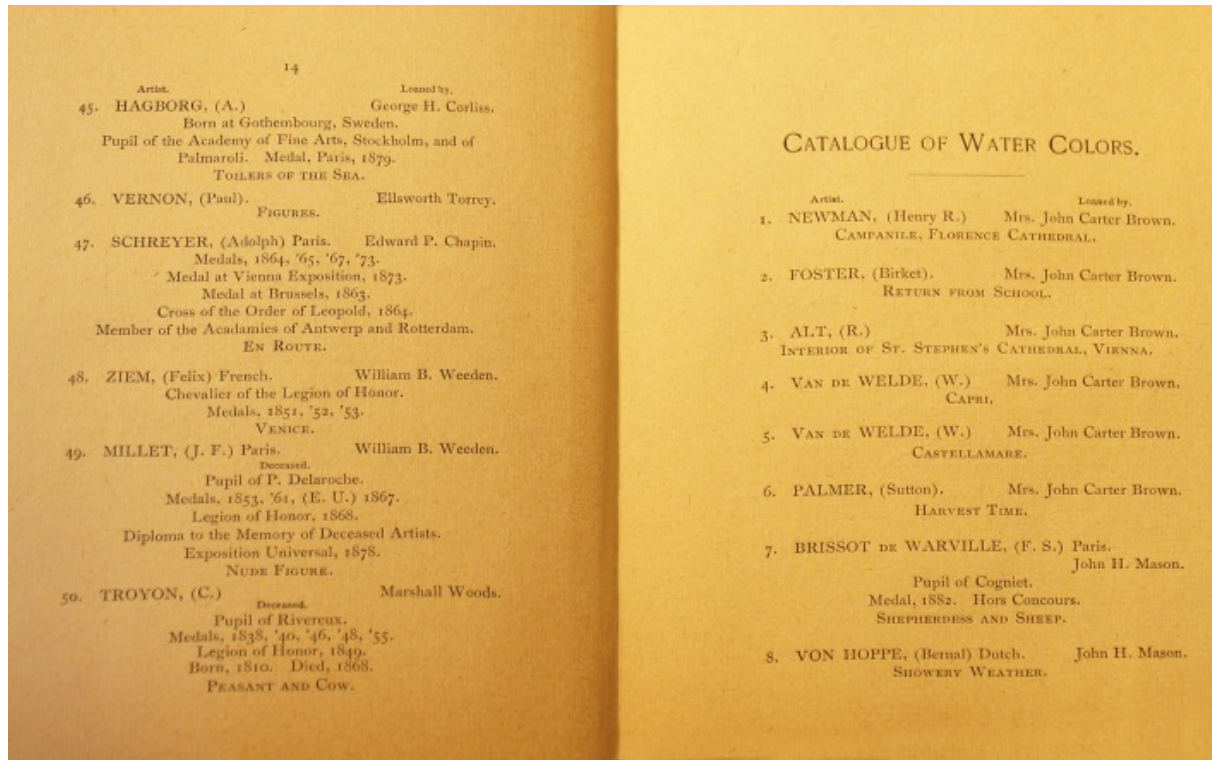 14
Artist. Loaned by.
45. HAGBORG, (A.) George H. Corliss.
Born at Gothembourg, Sweden.
Pupil of the Academy of Fine Arts, Stockholm, and of
Palmaroli. Medal, Paris, 1879.
TOILERS OF THE SEA.
46. VERNON, (Paul). Ellsworth Torrey.
FIGURES.
47. SCHREYER, (Adolph) Paris. Edward P. Chapin.
Medals, 1864, '65, '67, '73.
Medal at Vienna Exposition, 1873.
Medal at Brussels, 1863.
Cross of the Order of Leopold, 1864.
Member of the Acadamies of Antwerp and Rotterdam.
EN ROUTE.
48. ZIEM, (Felix) French. William B. Weeden.
Chevalier of the Legion of Honor.
Medals, 1851, '52, '53.
VENICE.
49. MILLET, (J. F.) Paris. William B. Weeden.
Deceased.
Pupil of P. Delaroche.
Medals, 1853, '61, (E. U.) 1867.
Legion of Honor, 1868.
Diploma to the Memory of Deceased Artists.
Exposition Universal, 1878.
NUDE FIGURE.
50. TROYON, (C.) Marshall Woods.
Deceased.
Pupil of Rivereux.
Medals, 1838, '40, '46, '48, '55.
Legion of Honor, 1849.
Born, 1810. Died, 1868.
PEASANT AND COW.
CATALOGUE OF WATER COLORS.
Artist. Loaned by.
1. NEWMAN, (Henry R.) Mrs. John Carter Brown.
CAMPANILE, FLORENCE CATHEDRAL.
2. FOSTER, (Birket). Mrs. John Carter Brown.
RETURN FROM SCHOOL.
3. ALT, (R.) Mrs. John Carter Brown.
INTERIOR OF ST. STEPHEN'S CATHEDRAL, VIENNA.
4. VAN DE WELDE, (W.) Mrs. John Carter Brown.
CAPRI.
5. VAN DE WELDE, (W.) Mrs. John Carter Brown.
CASTELLAMARE.
6. PALMER, (Sutton). Mrs. John Carter Brown.
HARVEST TIME.
7. BRISSOT DE WARVILLE, (F. S.) Paris.
John H. Mason.
Pupil of Cogniet.
Medal, 1882. Hors Concours.
SHEPHERDESS AND SHEEP.
8. VON HOPPE, (Bernal) Dutch. John H. Mason.
SHOWERY WEATHER.